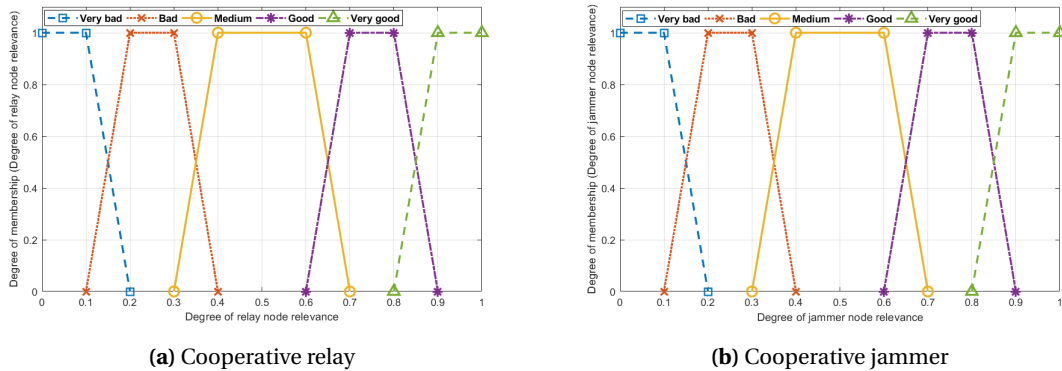 Very bad Bad Medium Good Very good
1
0.8
0.6
0.4
0.2
0
0 0.1 0.2 0.3 0.4 0.5 0.6 0.7 0.8 0.9 1
Degree of relay node relevance
Degree of membership (Degree of relay node relevance)
(a) Cooperative relay
Very bad Bad Medium Good Very good
1
0.8
0.6
0.4
0.2
0
0 0.1 0.2 0.3 0.4 0.5 0.6 0.7 0.8 0.9 1
Degree of jammer node relevance
Degree of membership (Degree of jammer node relevance)
(b) Cooperative jammer